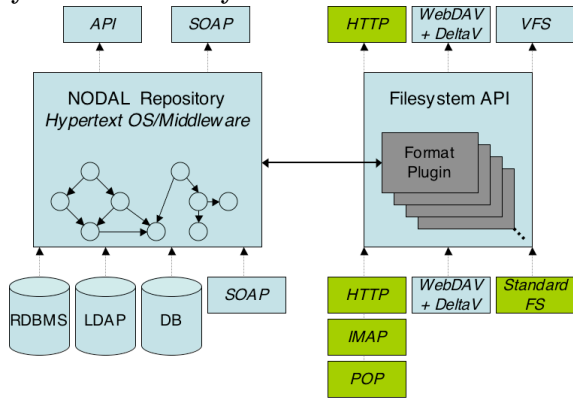 API
SOAP
HTTP
WebDAV
+ DeltaV
VFS
NODAL Repository
Hypertext OS/Middleware
Filesystem API
Format
Plugin
RDBMS
LDAP
DB
SOAP
HTTP
WebDAV
+ DeltaV
Standard
FS
IMAP
POP